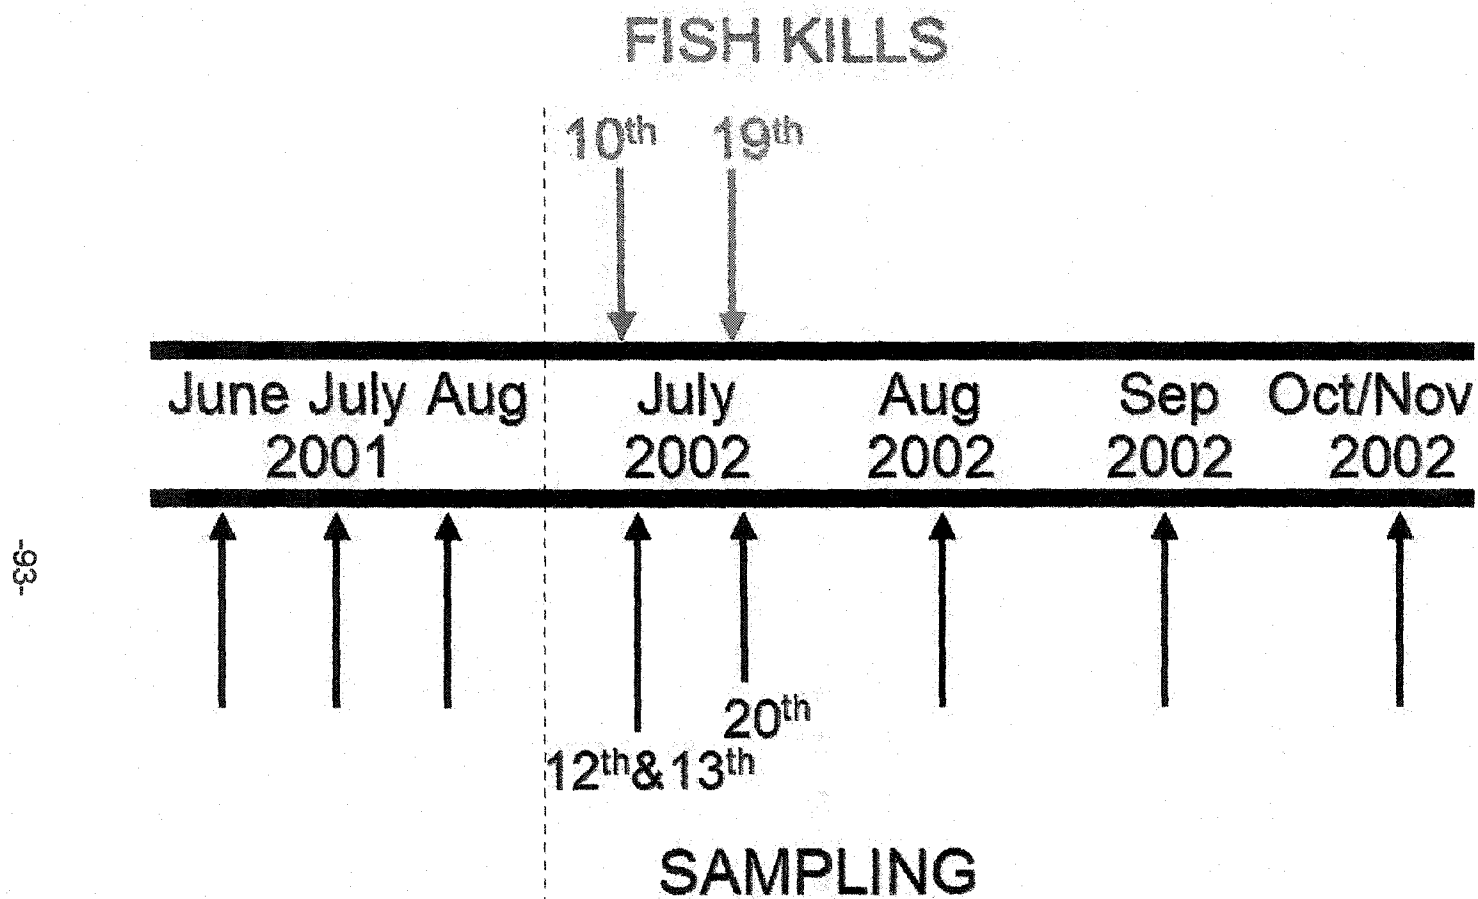 FISH KILLS
10th 19th
June July Aug July Aug Sep Oct/Nov
2001 2002 2002 2002 2002
20th
12th&13th
SAMPLING
-93-